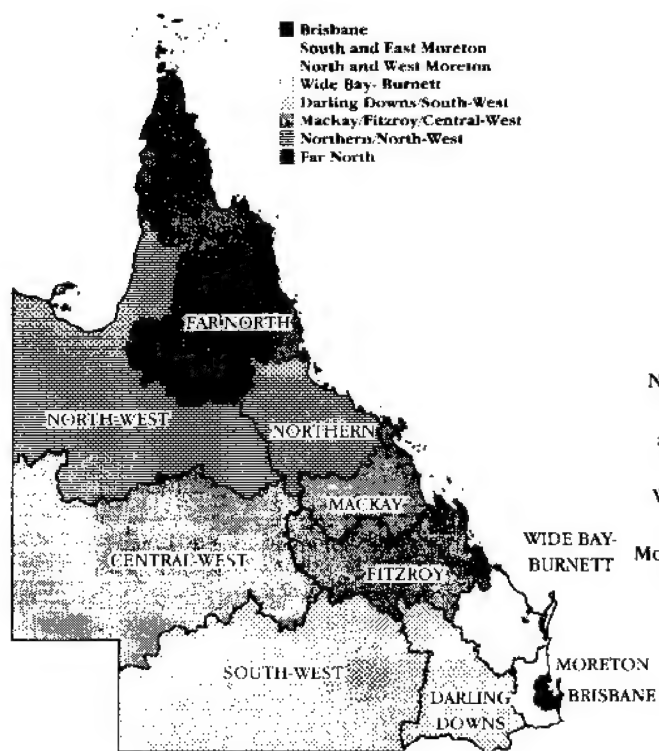 Brisbane
South and East Moreton
North and West Moreton
Wide Bay- Burnett
Darling Downs/South-West
Mackay/Fitzroy/Central-West
Northern/North-West
Far North
FAR NORTH
NORTH-WEST
NORTHERN
MACKAY
CENTRAL-WEST
FITZROY
WIDE BAY-
BURNETT
SOUTH-WEST
MORETON
BRISBANE
DARLING
DOWNS
N
Mo